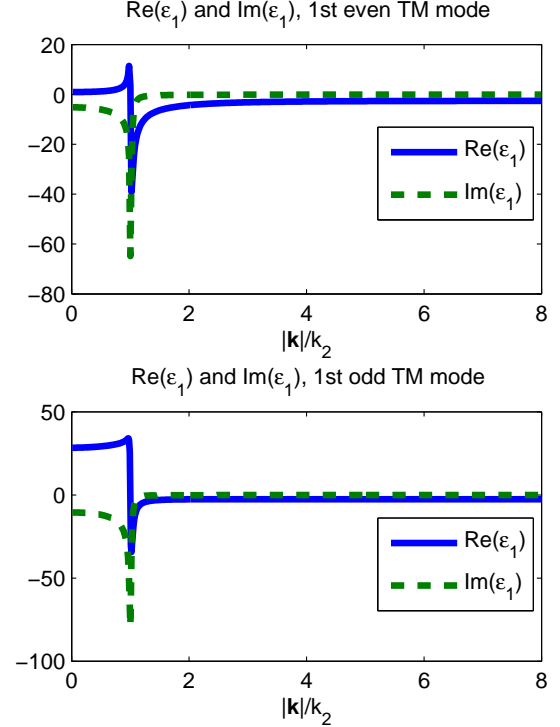 Re(ε₁) and Im(ε₁), 1st even TM mode
20
0
−20
−40
−60
−80
Re(ε₁)
Im(ε₁)
0 2 4 6 8
|k|/k₂
Re(ε₁) and Im(ε₁), 1st odd TM mode
50
0
−50
−100
Re(ε₁)
Im(ε₁)
0 2 4 6 8
|k|/k₂